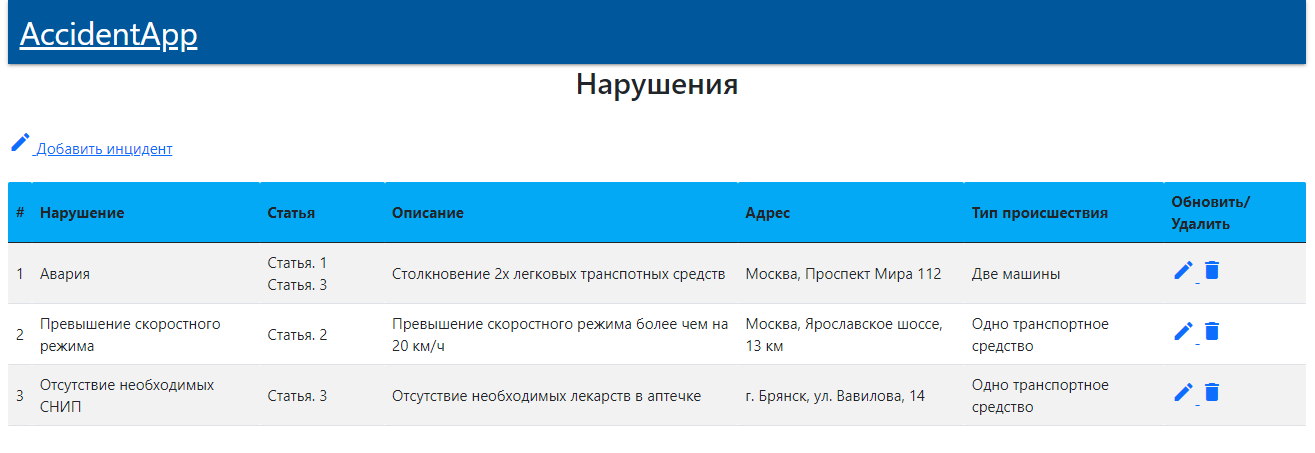 AccidentApp
Нарушения
Добавить инцидент
# Нарушение Статья Описание Адрес Тип происшествия Обновить/
Удалить
1 Авария Статья. 1
Статья. 3 Столкновение 2х легковых транспотных средств Москва, Проспект Мира 112 Две машины
2 Превышение скоростного
режима Статья. 2 Превышение скоростного режима более чем на
20 км/ч Москва, Ярославское шоссе,
13 км Одно транспортное
средство
3 Отсутствие необходимых
СНИП Статья. 3 Отсутствие необходимых лекарств в аптечке г. Брянск, ул. Вавилова, 14 Одно транспортное
средство